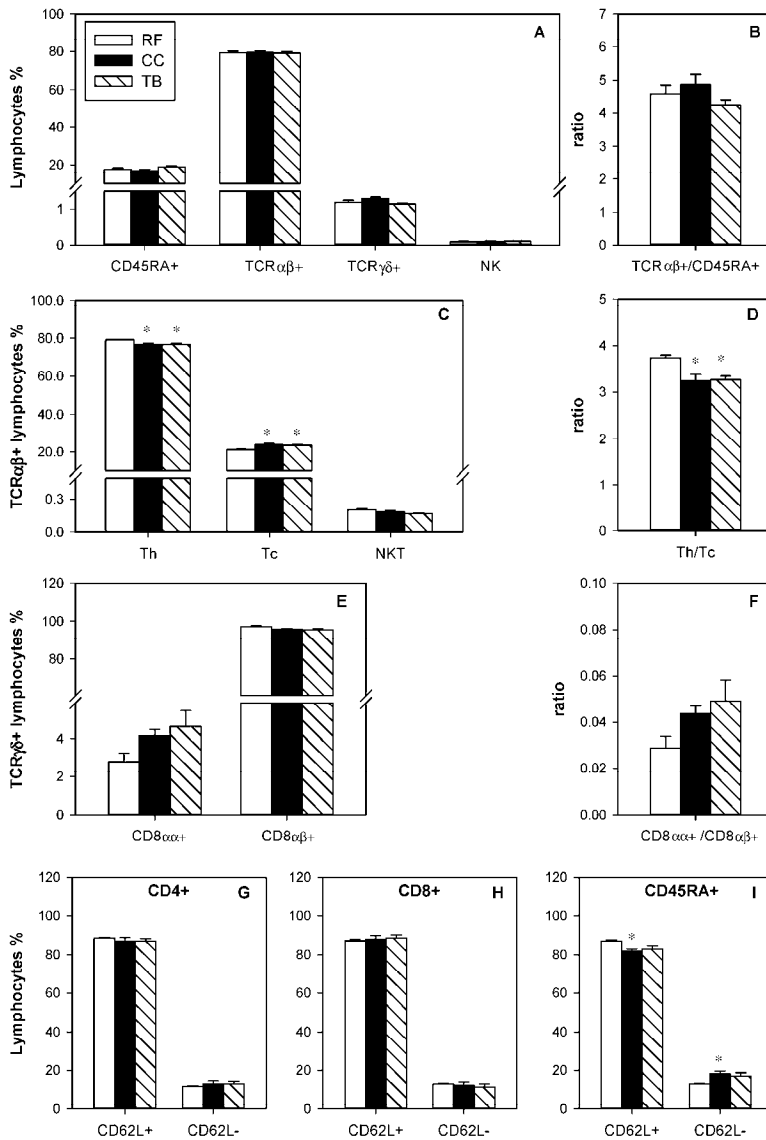 A
RF
CC
TB
Lymphocytes %
80
60
40
20
1
0
CD45RA+
TCRαβ+
TCRγδ+
NK
B
ratio
7
6
5
4
3
2
1
0
TCRαβ+/CD45RA+
C
TCRαβ+ lymphocytes %
100.0
80.0
60.0
40.0
20.0
0.3
0.0
* *
* *
Th
Tc
NKT
D
ratio
5
4
3
2
1
0
* *
Th/Tc
E
TCRγδ+ lymphocytes %
120
100
80
4
2
0
CD8αα+
CD8αβ+
F
ratio
0.10
0.08
0.06
0.04
0.02
0.00
CD8αα+/CD8αβ+
CD4+
G
Lymphocytes %
120
100
80
60
40
20
0
CD62L+
CD62L-
CD8+
H
120
100
80
60
40
20
0
CD62L+
CD62L-
CD45RA+
I
120
100
80
60
40
20
0
*
*
CD62L+
CD62L-